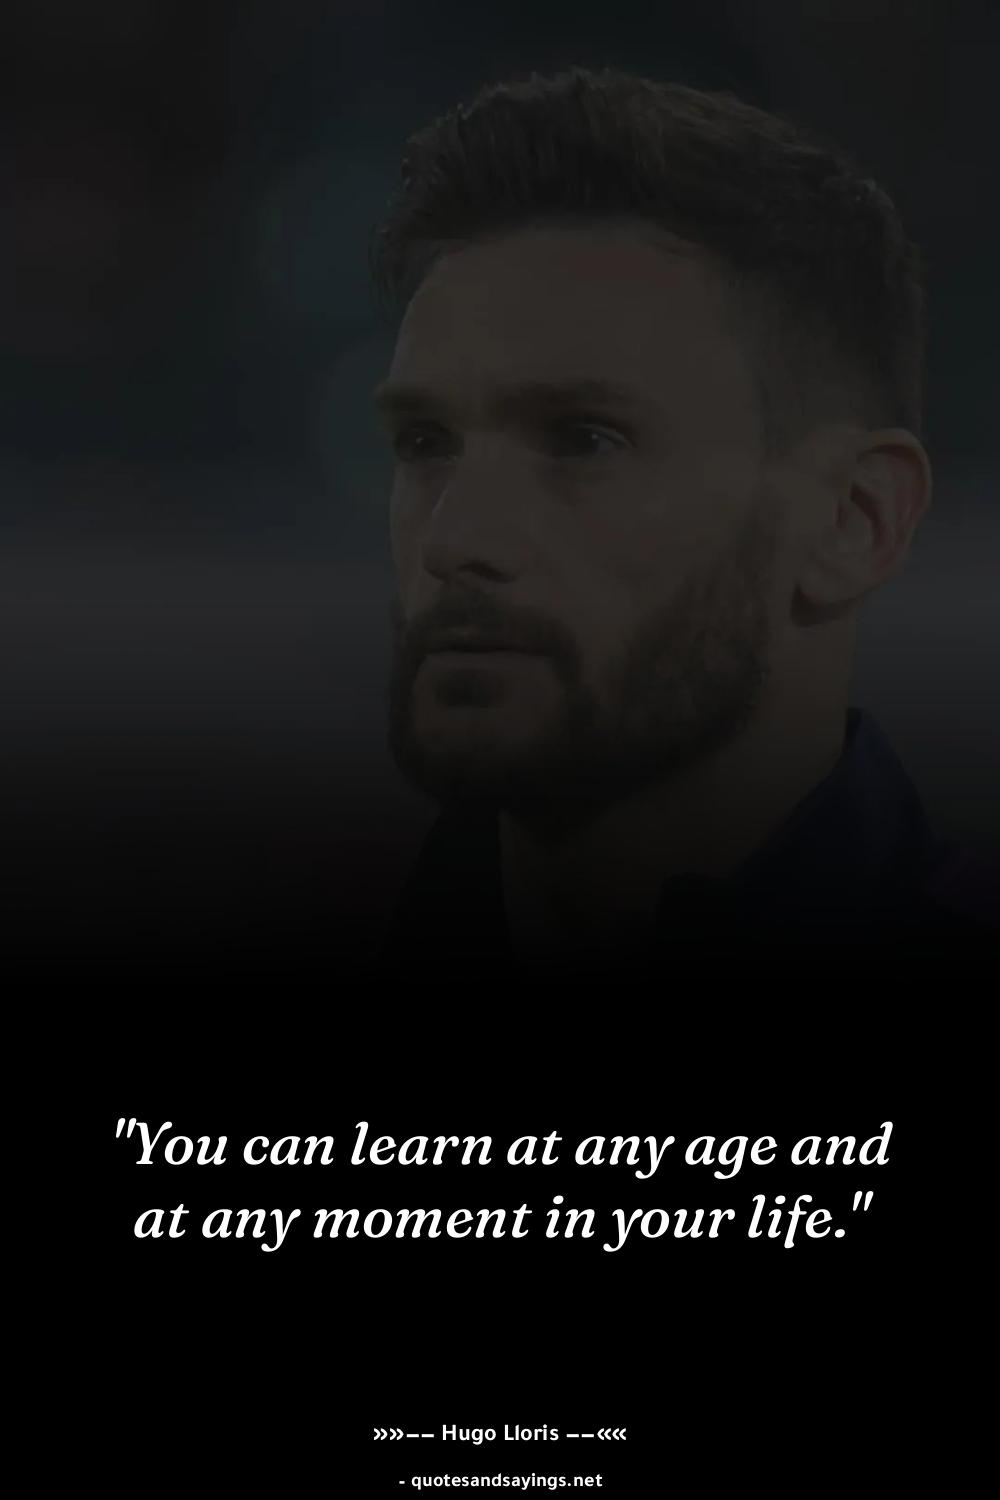 "You can learn at any age and
at any moment in your life."
»»−− Hugo Lloris −−««
- quotesandsayings.net